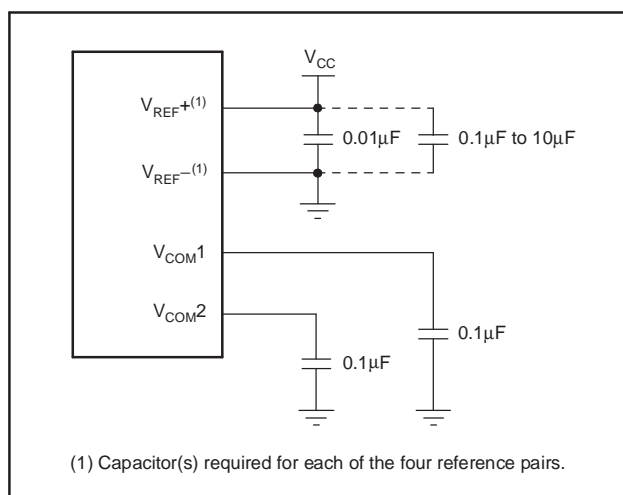 V_CC
V_REF+(1)
0.01μF
0.1μF to 10μF
V_REF−(1)
V_COM1
V_COM2
0.1μF
0.1μF
(1) Capacitor(s) required for each of the four reference pairs.